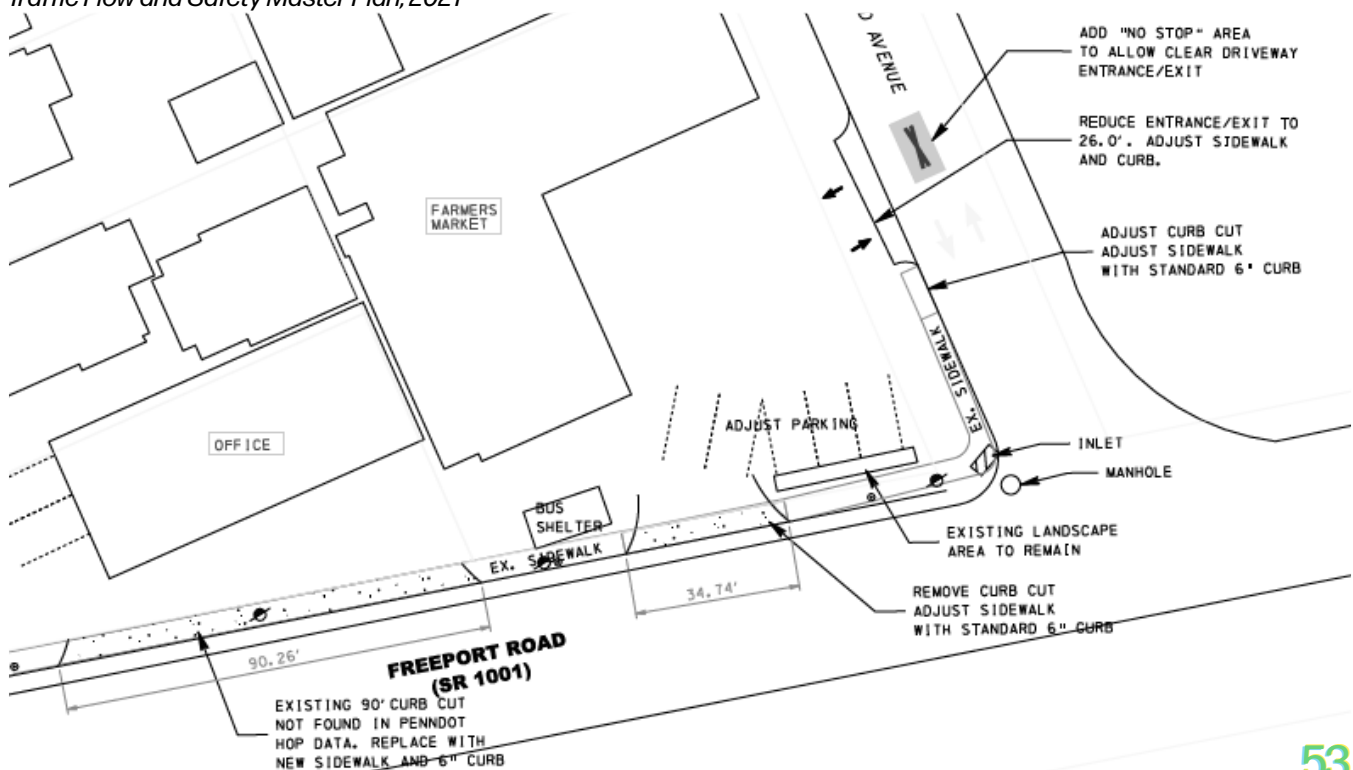 Traffic Flow and Safety Master Plan, 2021
AVENUE
ADD "NO STOP" AREA
TO ALLOW CLEAR DRIVEWAY
ENTRANCE/EXIT
REDUCE ENTRANCE/EXIT TO
26.0'. ADJUST SIDEWALK
AND CURB.
ADJUST CURB CUT
ADJUST SIDEWALK
WITH STANDARD 6" CURB
FARMERS
MARKET
OFFICE
ADJUST PARKING
EX. SIDEWALK
INLET
MANHOLE
BUS
SHELTER
EX. SIDEWALK
EXISTING LANDSCAPE
AREA TO REMAIN
34.74'
REMOVE CURB CUT
ADJUST SIDEWALK
WITH STANDARD 6" CURB
90.26'
FREEPORT ROAD
(SR 1001)
EXISTING 90' CURB CUT
NOT FOUND IN PENNDOT
HOP DATA. REPLACE WITH
NEW SIDEWALK AND 6" CURB
53